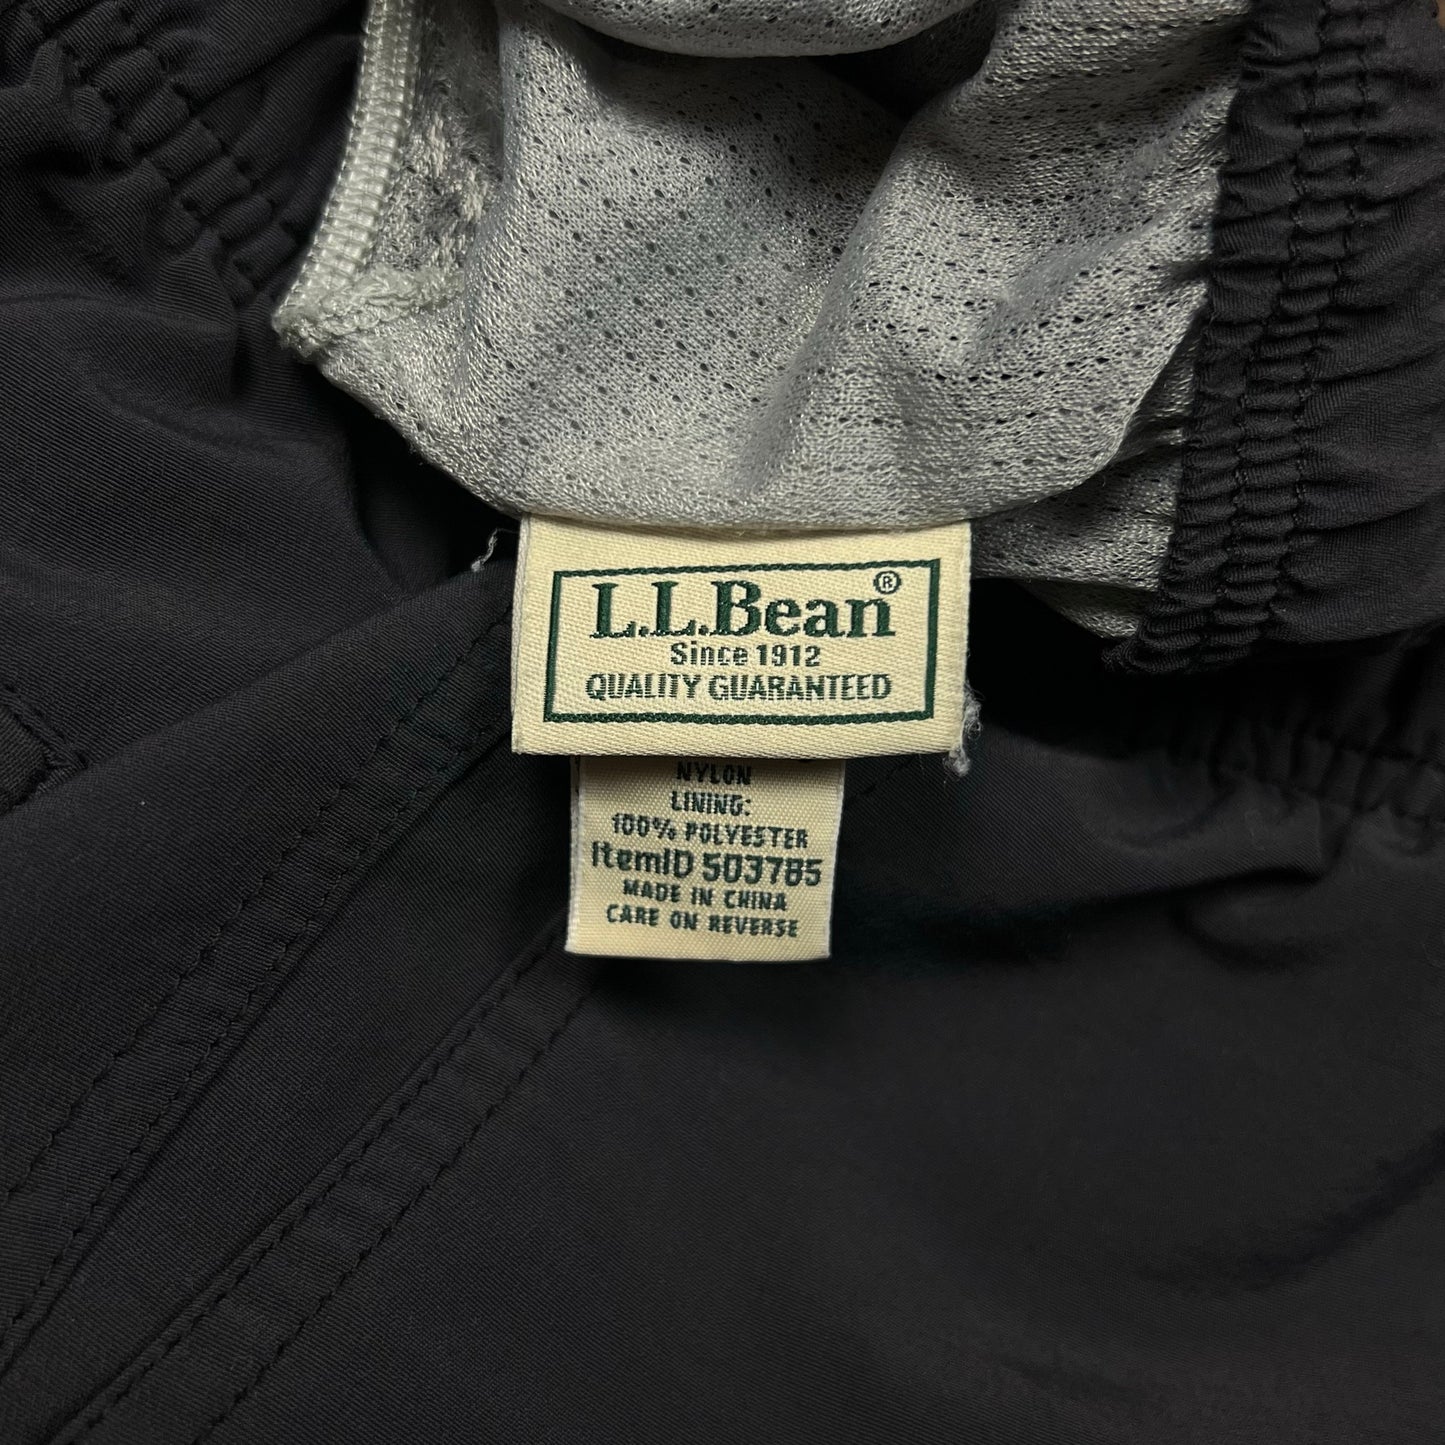 L.L.Bean®
Since 1912
QUALITY GUARANTEED
NYLON
LINING:
100% POLYESTER
ItemID 503785
MADE IN CHINA
CARE ON REVERSE